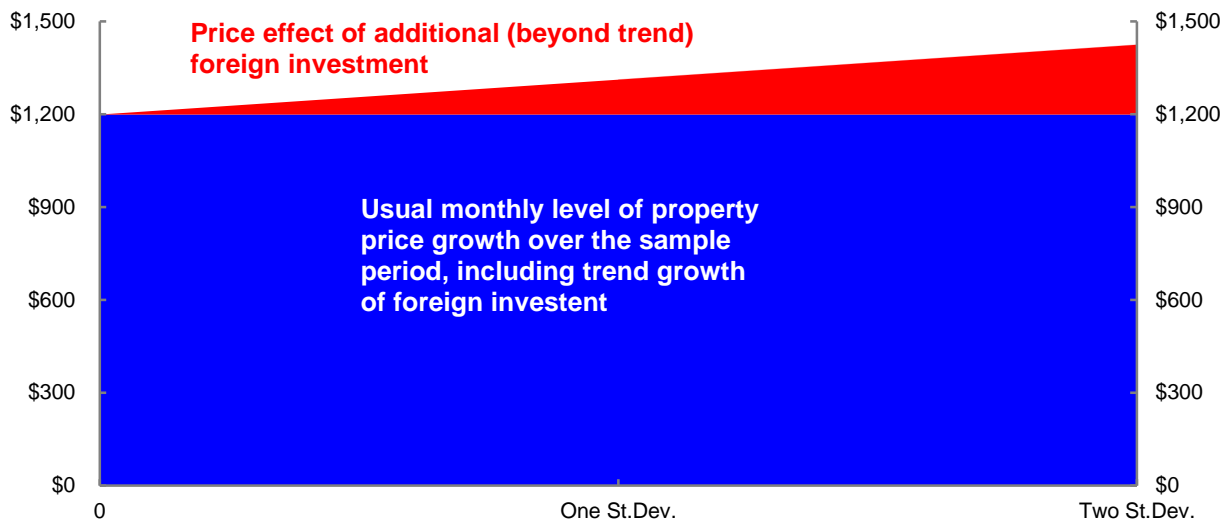 $1,500
Price effect of additional (beyond trend)
foreign investment
$1,500
$1,200
$1,200
$900
Usual monthly level of property
price growth over the sample
period, including trend growth
of foreign investent
$900
$600
$600
$300
$300
$0
$0
0
One St.Dev.
Two St.Dev.